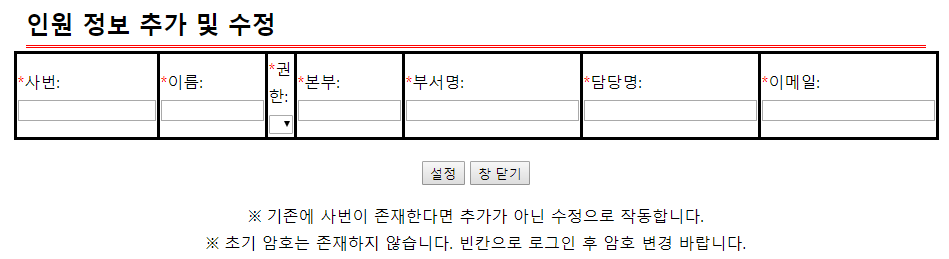 인원 정보 추가 및 수정
*사번: *이름: *권한: *본부: *부서명: *담당명: *이메일:
설정 창 닫기
※ 기존에 사번이 존재한다면 추가가 아닌 수정으로 작동합니다.
※ 초기 암호는 존재하지 않습니다. 빈칸으로 로그인 후 암호 변경 바랍니다.